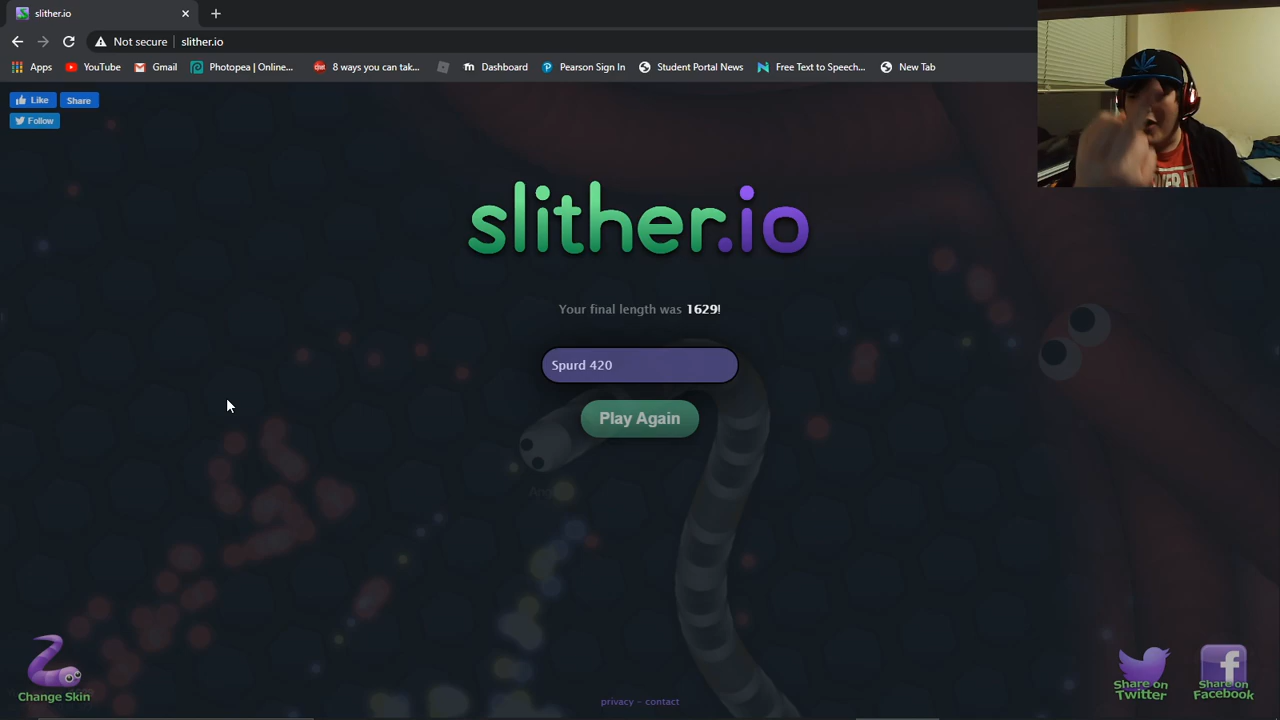 slither.io
Not secure slither.io
Apps YouTube Gmail Photopea | Online... 8 ways you can tak... Dashboard Pearson Sign In Student Portal News Free Text to Speech... New Tab
Like Share
Follow
slither.io
Your final length was 1629!
Spurd 420
Play Again
Change Skin
Share on
Twitter
Share on
Facebook
privacy - contact